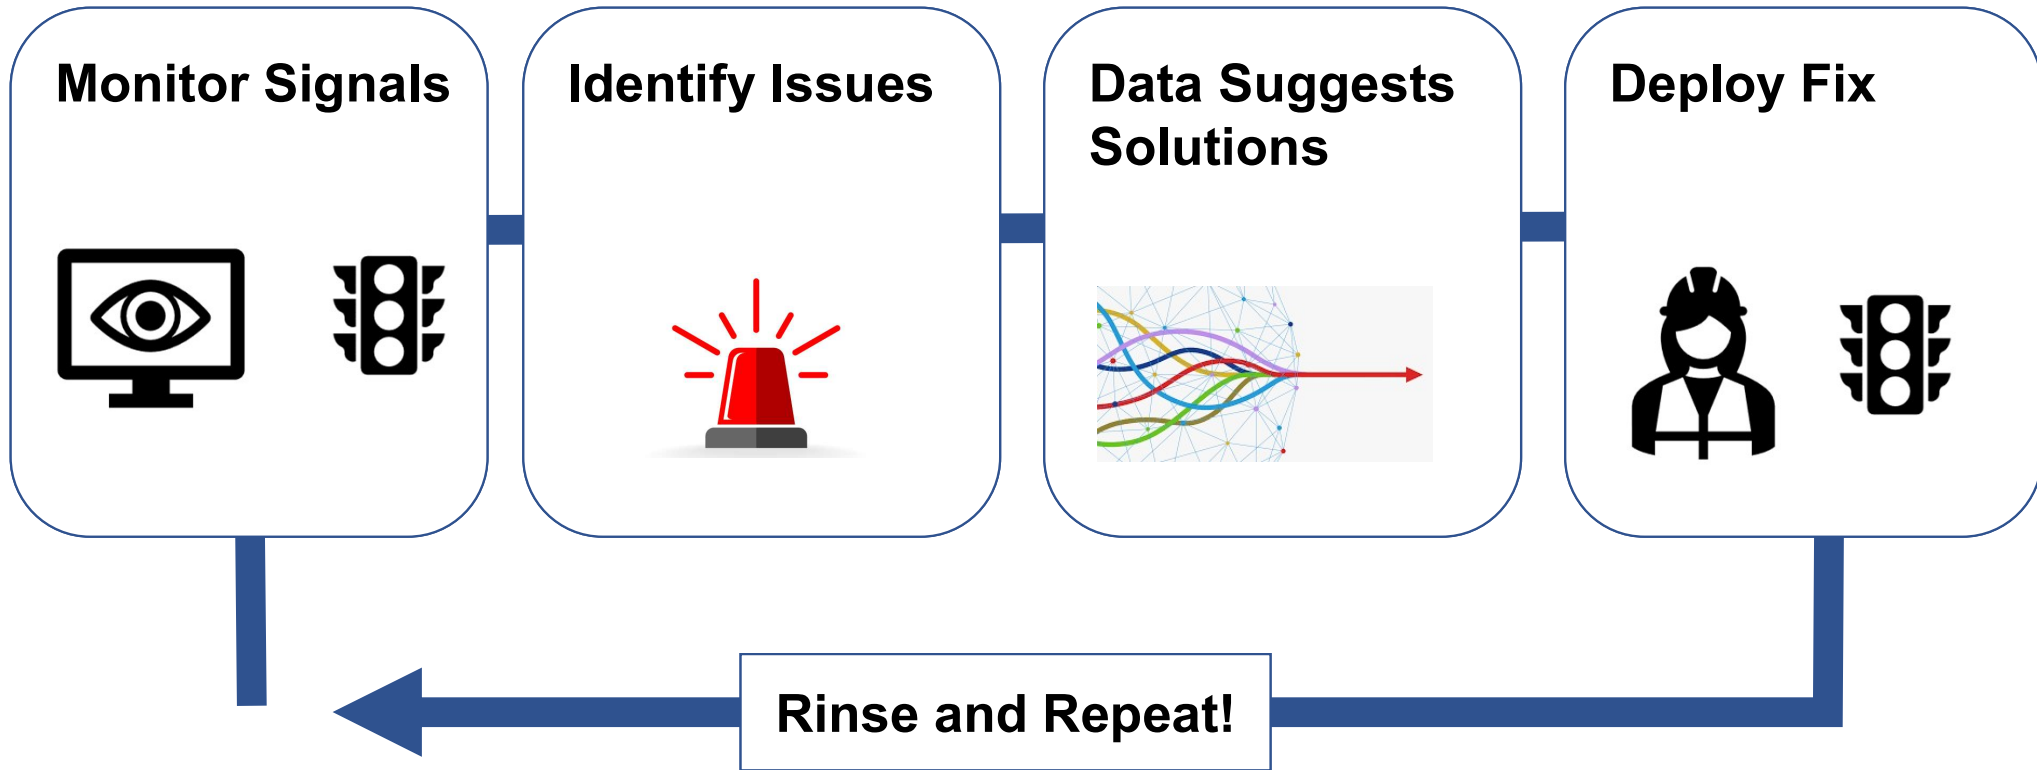 Monitor Signals
Identify Issues
Data Suggests
Solutions
Deploy Fix
Rinse and Repeat!